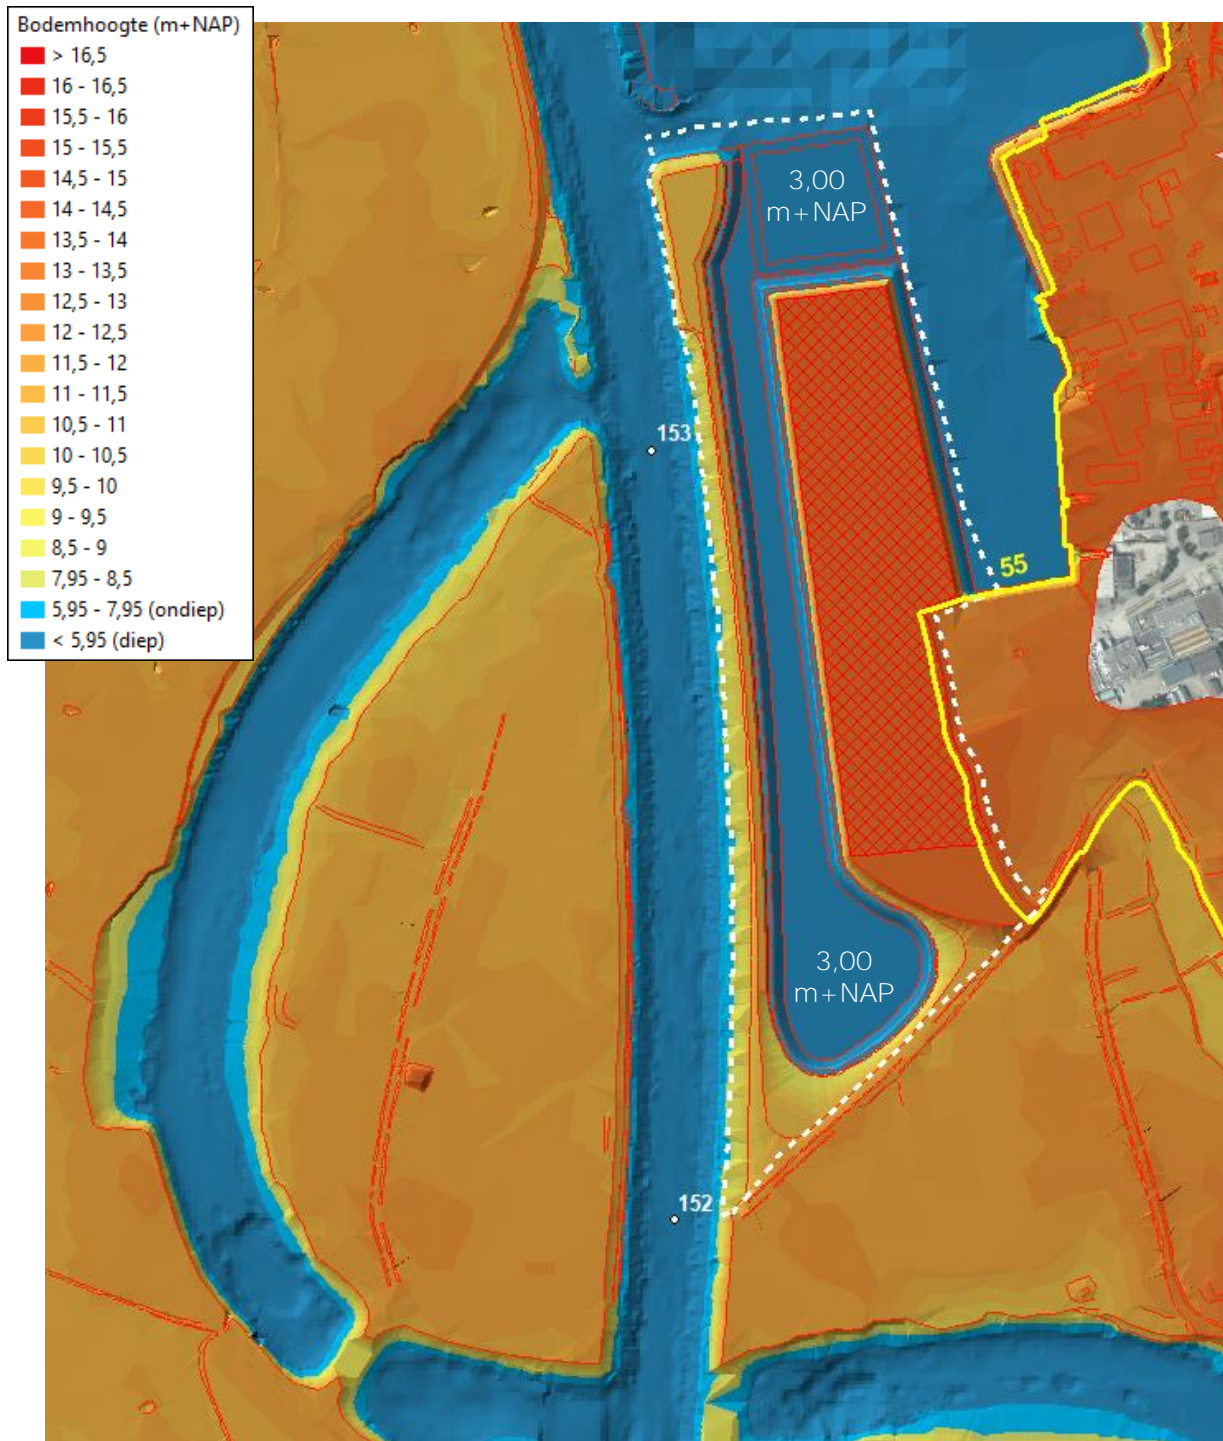 Bodemhoogte (m+NAP)
> 16,5
16 - 16,5
15,5 - 16
15 - 15,5
14,5 - 15
14 - 14,5
13,5 - 14
13 - 13,5
12,5 - 13
12 - 12,5
11,5 - 12
11 - 11,5
10,5 - 11
10 - 10,5
9,5 - 10
9 - 9,5
8,5 - 9
7,95 - 8,5
5,95 - 7,95 (ondiep)
< 5,95 (diep)
3,00
m+NAP
153
55
3,00
m+NAP
152